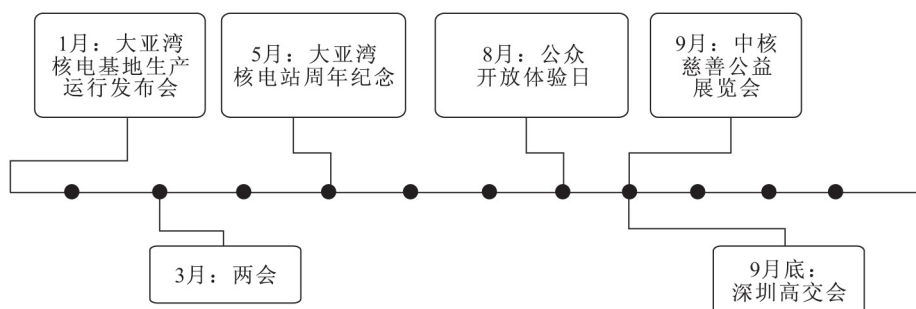 1月：大亚湾
核电基地生产
运行发布会
5月：大亚湾
核电站周年纪念
8月：公众
开放体验日
9月：中核
慈善公益
展览会
3月：两会
9月底：
深圳高交会